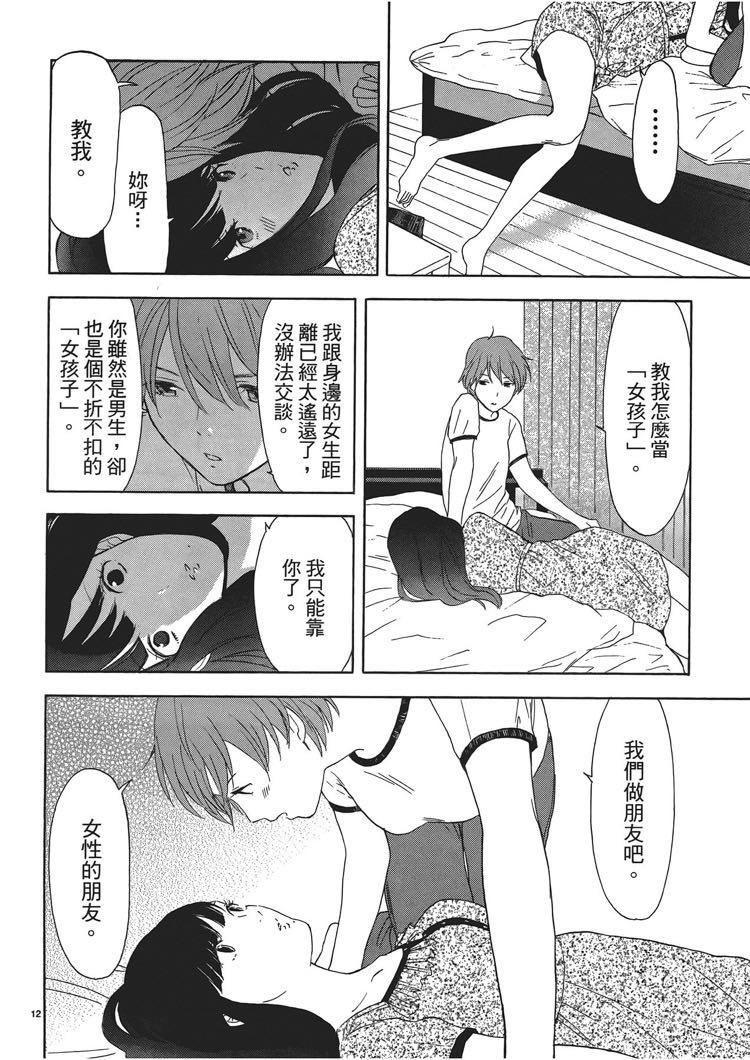 ⋯⋯
妳呀⋯
教我。
教我怎麼當
「女孩子」。
我跟身邊的女生距
離已經太遙遠了，
沒辦法交談。
你雖然是男生，卻
也是個不折不扣的
「女孩子」。
我只能靠
你了。
我們做朋友吧。
女性的朋友。
12